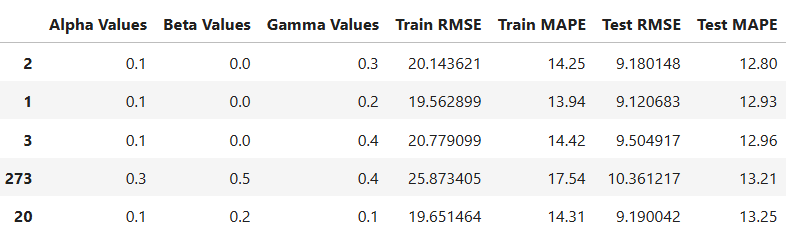 Alpha Values Beta Values Gamma Values Train RMSE Train MAPE Test RMSE Test MAPE
2 0.1 0.0 0.3 20.143621 14.25 9.180148 12.80
1 0.1 0.0 0.2 19.562899 13.94 9.120683 12.93
3 0.1 0.0 0.4 20.779099 14.42 9.504917 12.96
273 0.3 0.5 0.4 25.873405 17.54 10.361217 13.21
20 0.1 0.2 0.1 19.651464 14.31 9.190042 13.25